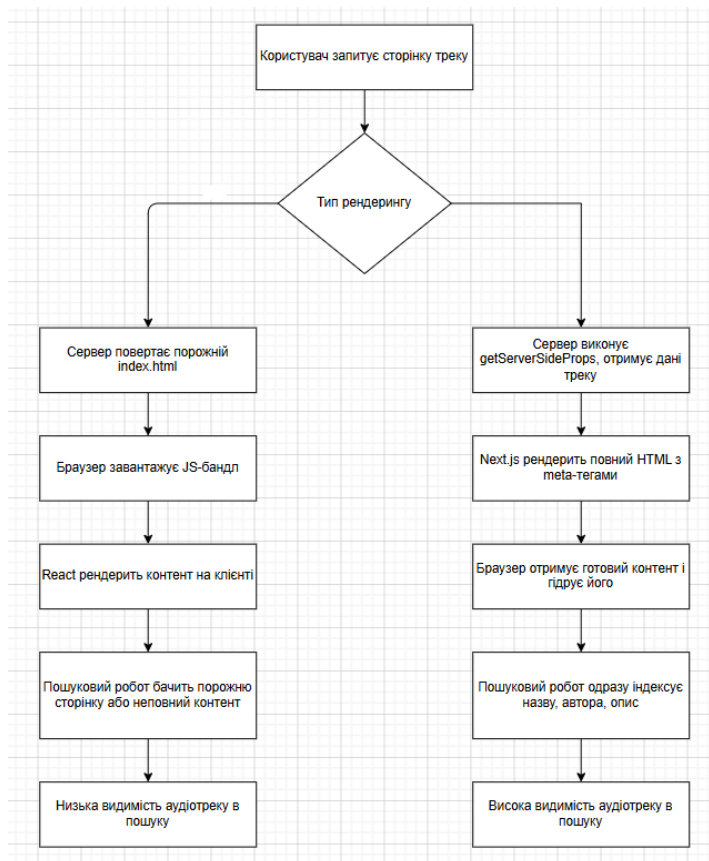 Користувач запитує сторінку треку
Тип рендерингу
Сервер повертає порожній
index.html
Браузер завантажує JS-бандл
React рендерить контент на клієнті
Пошуковий робот бачить порожню
сторінку або неповний контент
Низька видимість аудіотреку в
пошуку
Сервер виконує
getServerSideProps, отримує дані
треку
Next.js рендерить повний HTML з
meta-тегами
Браузер отримує готовий контент і
гідрує його
Пошуковий робот одразу індексує
назву, автора, опис
Висока видимість аудіотреку в
пошуку